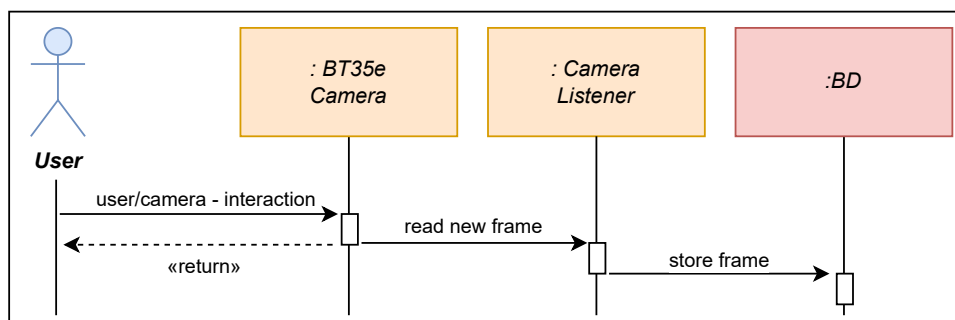 : BT35e
Camera
: Camera
Listener
:BD
User
user/camera - interaction
read new frame
«return»
store frame